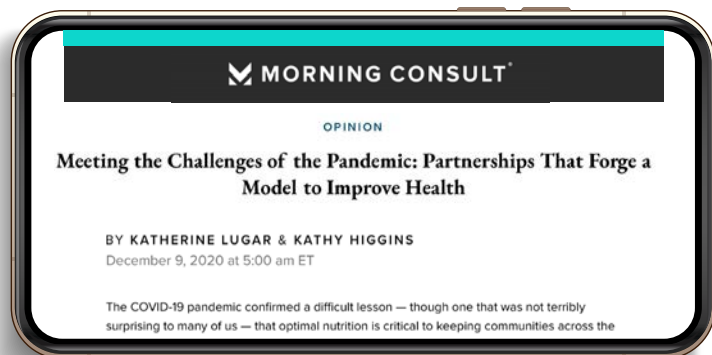 MORNING CONSULT
OPINION
Meeting the Challenges of the Pandemic: Partnerships That Forge a
Model to Improve Health
BY KATHERINE LUGAR & KATHY HIGGINS
December 9, 2020 at 5:00 am ET
The COVID-19 pandemic confirmed a difficult lesson — though one that was not terribly
surprising to many of us — that optimal nutrition is critical to keeping communities across the